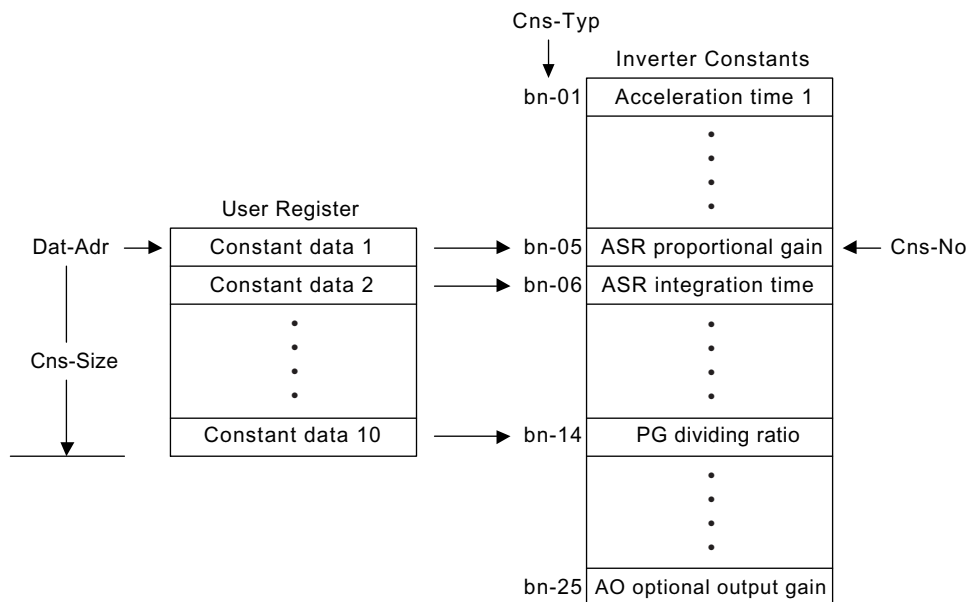 Cns-Typ
Inverter Constants
bn-01 Acceleration time 1
User Register
Dat-Adr Constant data 1 bn-05 ASR proportional gain Cns-No
Constant data 2 bn-06 ASR integration time
Cns-Size
Constant data 10 bn-14 PG dividing ratio
bn-25 AO optional output gain